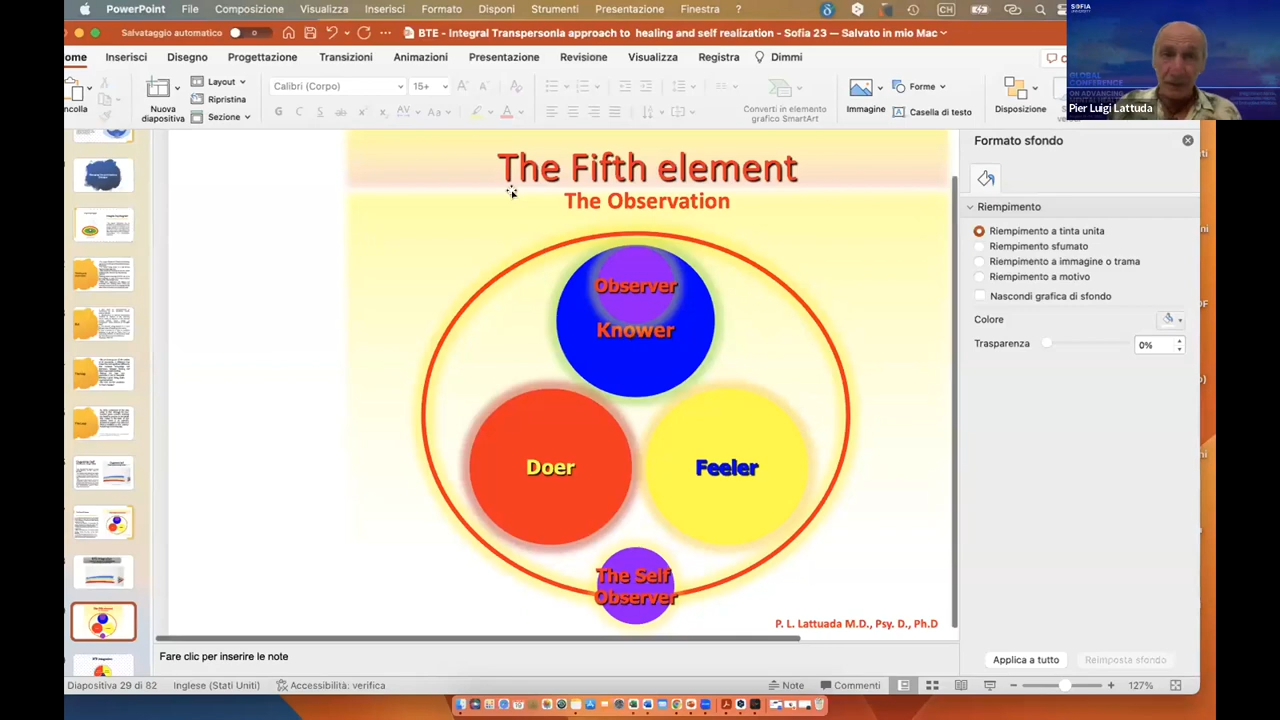 PowerPoint File Composizione Visualizza Inserisci Formato Disponi Strumenti Presentazione Finestra ?
Salvataggio automatico
BTE - Integral Transpersonla approach to healing and self realization - Sofia 23 — Salvato in mio Mac
ome Inserisci Disegno Progettazione Transizioni Animazioni Presentazione Revisione Visualizza Registra Dimmi
ncolla
Nuova
diapositiva
Layout
Ripristina
Sezione
Calibri (Corpo) 15+
G C S
Converti in elemento
grafico SmartArt
Immagine
Forme
Casella di testo
Disposizione
SOFIA
UNIVERSITY
GLOBAL
CONFERENCE
Pier Luigi Lattuda
The Fifth element
The Observation
Observer
Knower
Doer
Feeler
The Self
Observer
P. L. Lattuada M.D., Psy. D., Ph.D
Formato sfondo
Riempimento
Riempimento a tinta unita
Riempimento sfumato
Riempimento a immagine o trama
Riempimento a motivo
Nascondi grafica di sfondo
Colore
Trasparenza 0%
Applica a tutto Reimposta sfondo
Fare clic per inserire le note
Diapositiva 29 di 82 Inglese (Stati Uniti) Accessibilità: verifica Note Commenti 127%